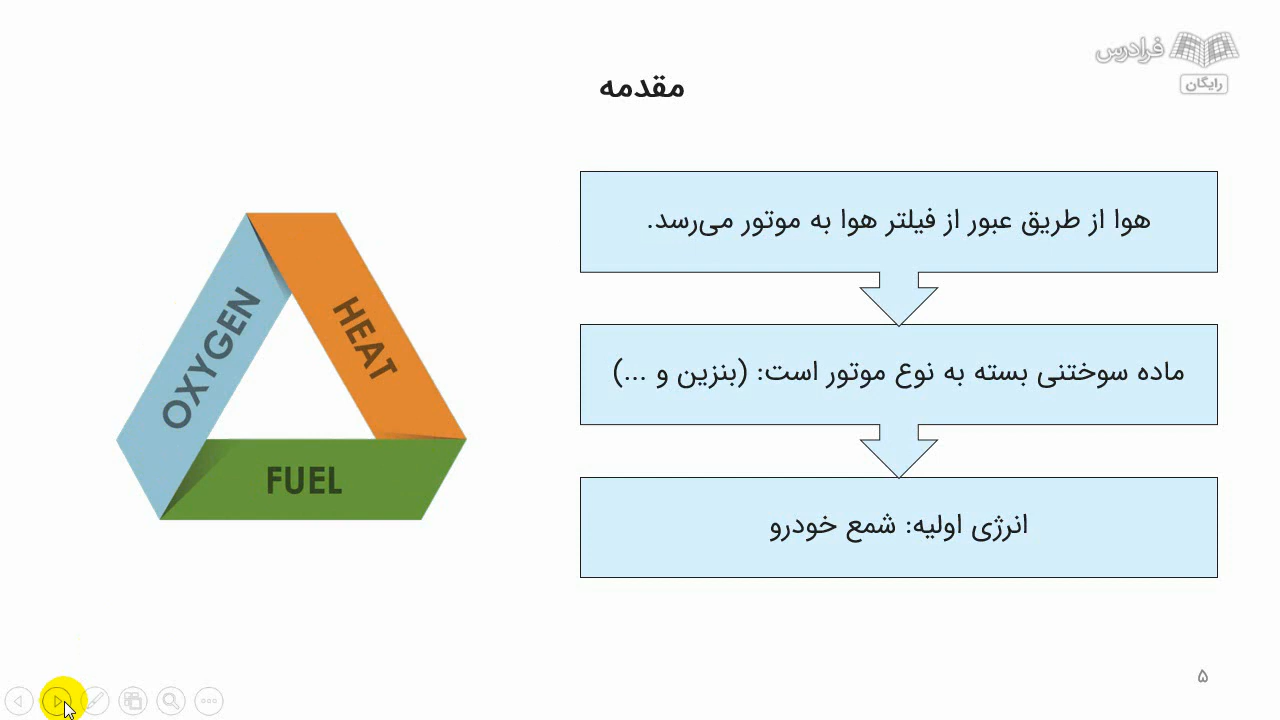 فرادرس
رایگان
مقدمه
هوا از طریق عبور از فیلتر هوا به موتور می‌رسد.
ماده سوختنی بسته به نوع موتور است: (بنزین و ...)
انرژی اولیه: شمع خودرو
OXYGEN
HEAT
FUEL
۵